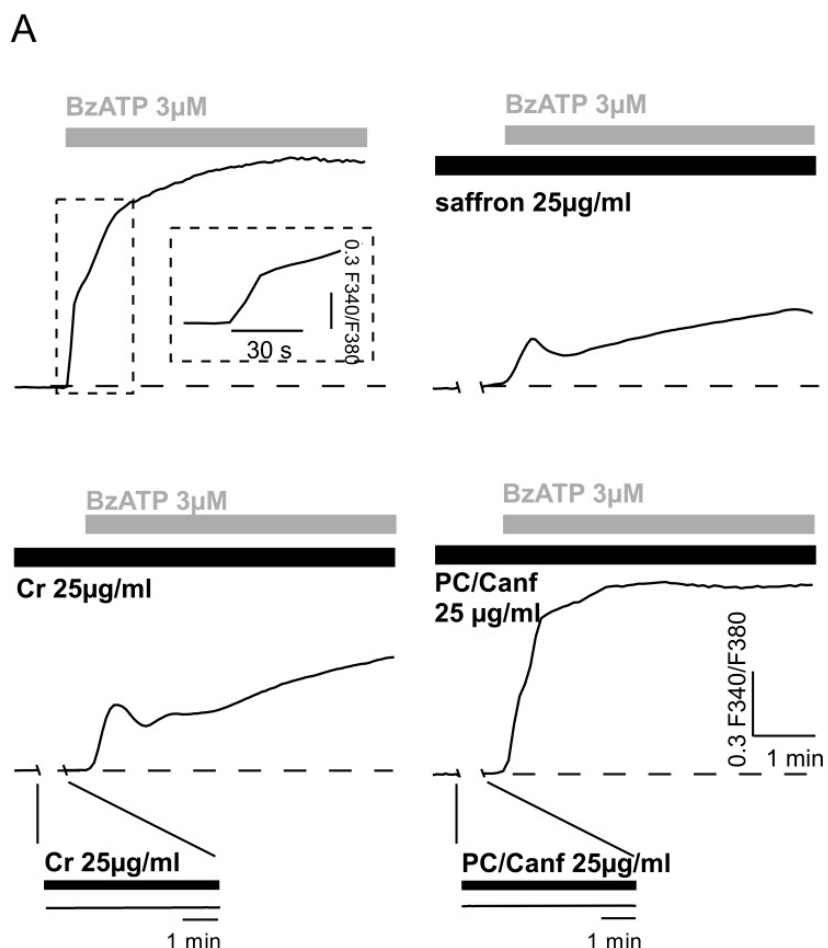 A
BzATP 3µM
0.3 F340/F380
30 s
BzATP 3µM
saffron 25µg/ml
BzATP 3µM
Cr 25µg/ml
Cr 25µg/ml
1 min
BzATP 3µM
PC/Canf
25 µg/ml
0.3 F340/F380
1 min
PC/Canf 25µg/ml
1 min